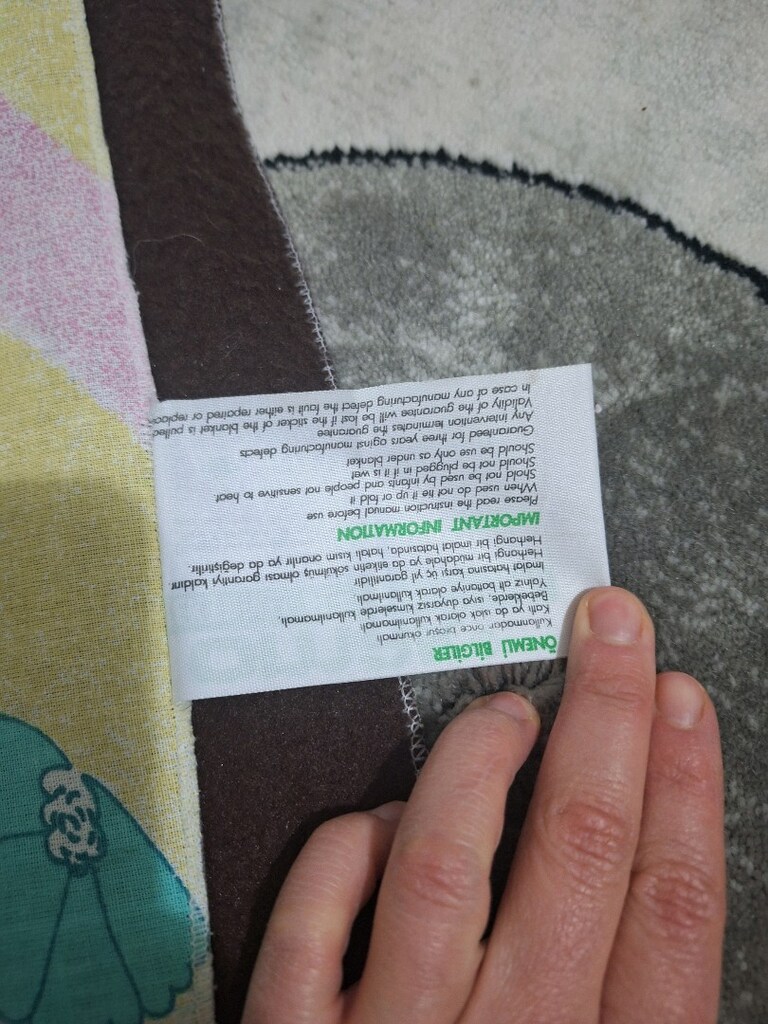 ÖNEMLİ BİLGİLER
Kullanmadan önce broşür okunmalı
Katlı ya da ıslak olarak kullanılmamalı
Bebeklerde, ısıya duyarsız kimselerde kullanılmamalı,
Yalnız alt battaniye olarak kullanılmalı
İmalat hatasına karşı üç yıl garantilidir
Herhangi bir müdahale ya da etiketin sökülmüş olması garantiyi kaldırır.
Herhangi bir imalat hatasında, hatalı kısım onarılır ya değiştirilir.
IMPORTANT INFORMATION
Please the read instruction manual before use
When used do not tie it up or fold it
Shold not be used by infants and people not sensitive to heat
Should not be plugged in if it is wet
Should be use only as under blanket
Guaranteed for three years aginst manufacturing defects
Any intervention terminates the guarantee
Validity of the guarantee will be lost if the sticker of the blanket is pulled
In case of any manufacturing defect the fault is either repaired or replace